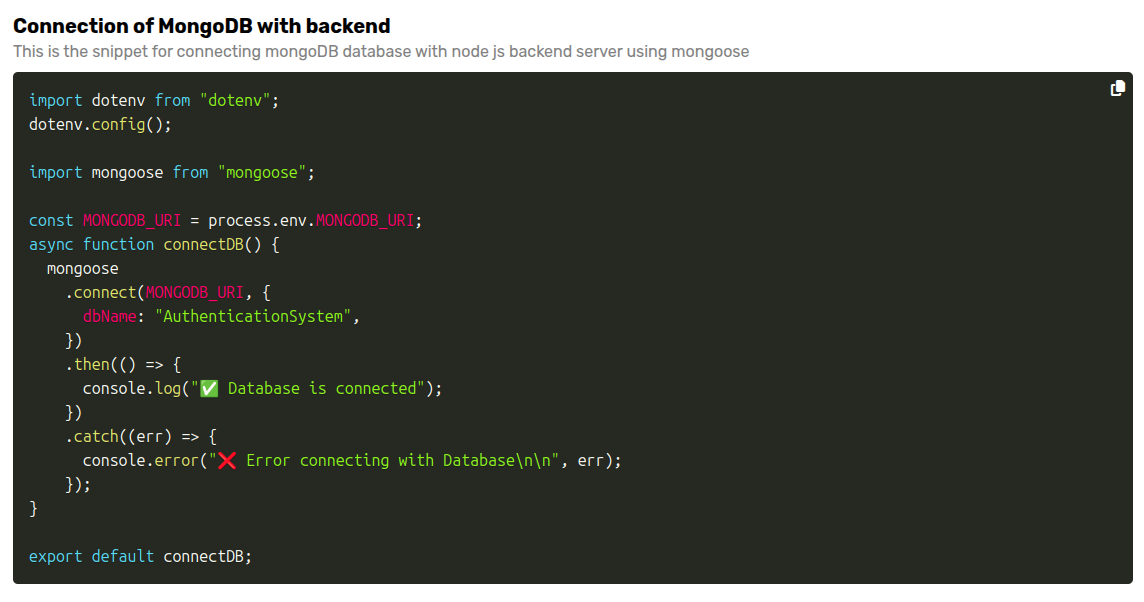 Connection of MongoDB with backend
This is the snippet for connecting mongoDB database with node js backend server using mongoose
import dotenv from "dotenv";
dotenv.config();
import mongoose from "mongoose";
const MONGODB_URI = process.env.MONGODB_URI;
async function connectDB() {
  mongoose
    .connect(MONGODB_URI, {
      dbName: "AuthenticationSystem",
    })
    .then(() => {
      console.log("✅ Database is connected");
    })
    .catch((err) => {
      console.error("❌ Error connecting with Database\n\n", err);
    });
}
export default connectDB;